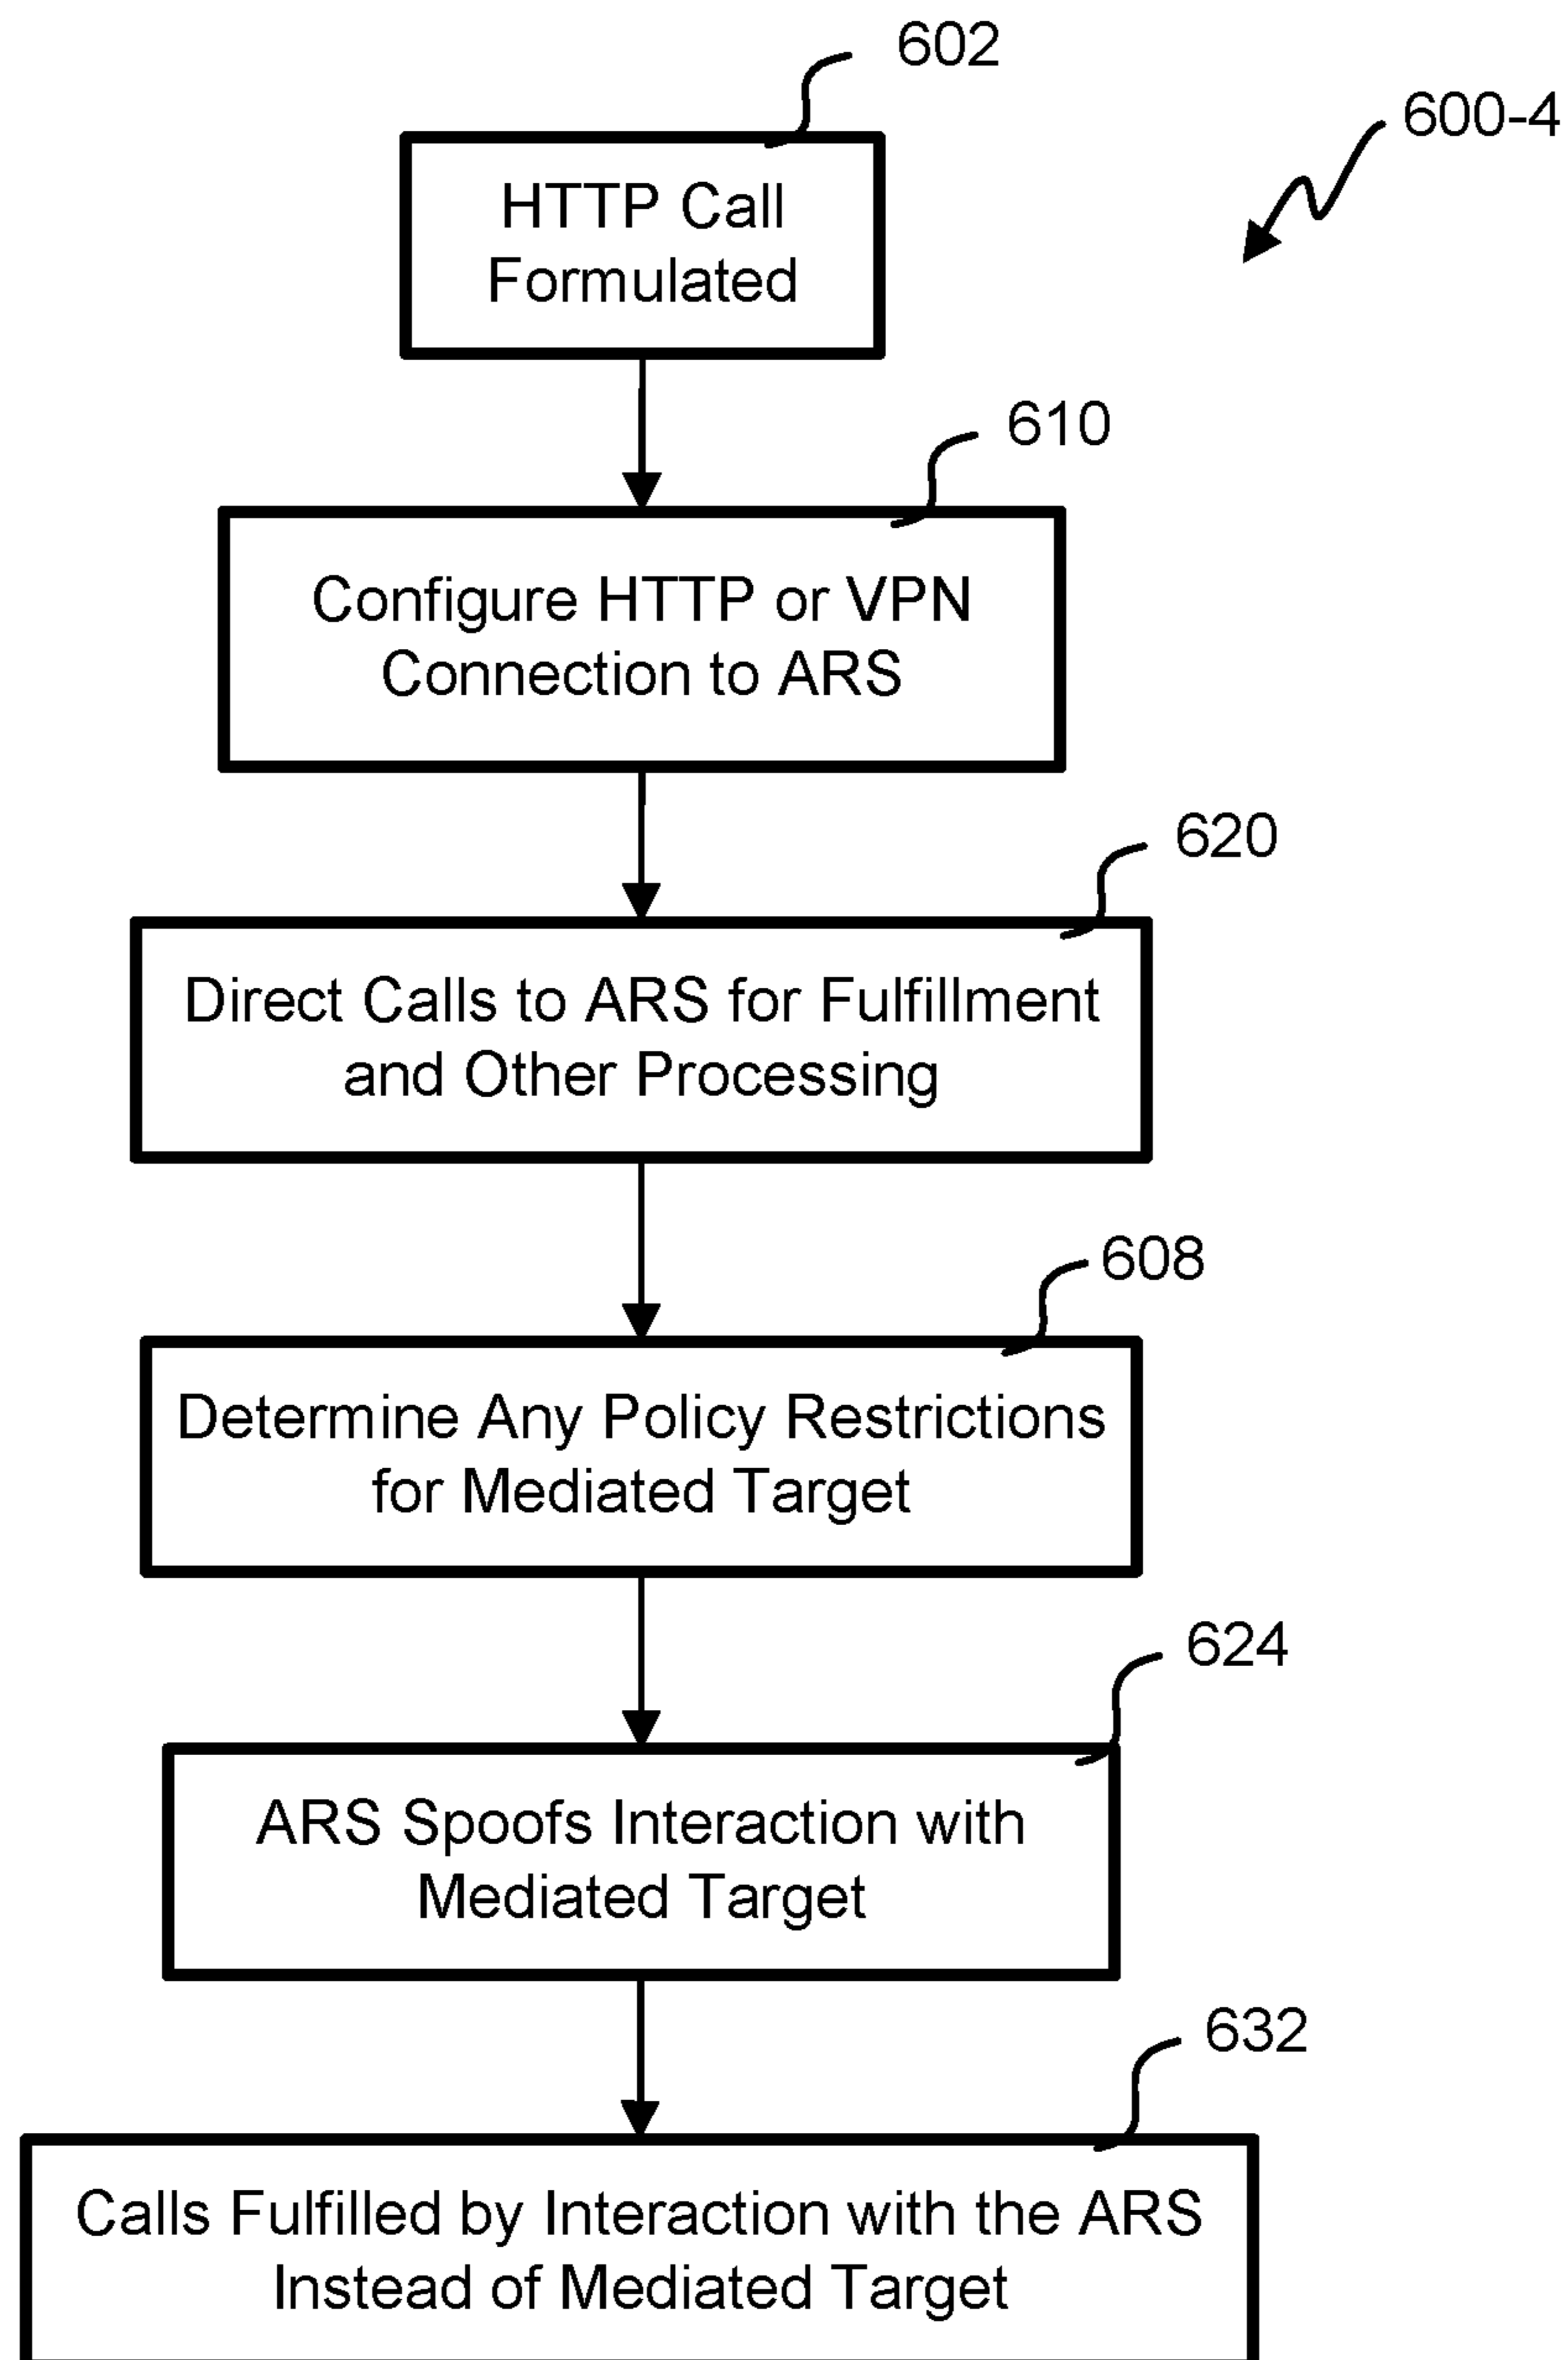 602
600-4
HTTP Call
Formulated
610
Configure HTTP or VPN
Connection to ARS
620
Direct Calls to ARS for Fulfillment
and Other Processing
608
Determine Any Policy Restrictions
for Mediated Target
624
ARS Spoofs Interaction with
Mediated Target
632
Calls Fulfilled by Interaction with the ARS
Instead of Mediated Target